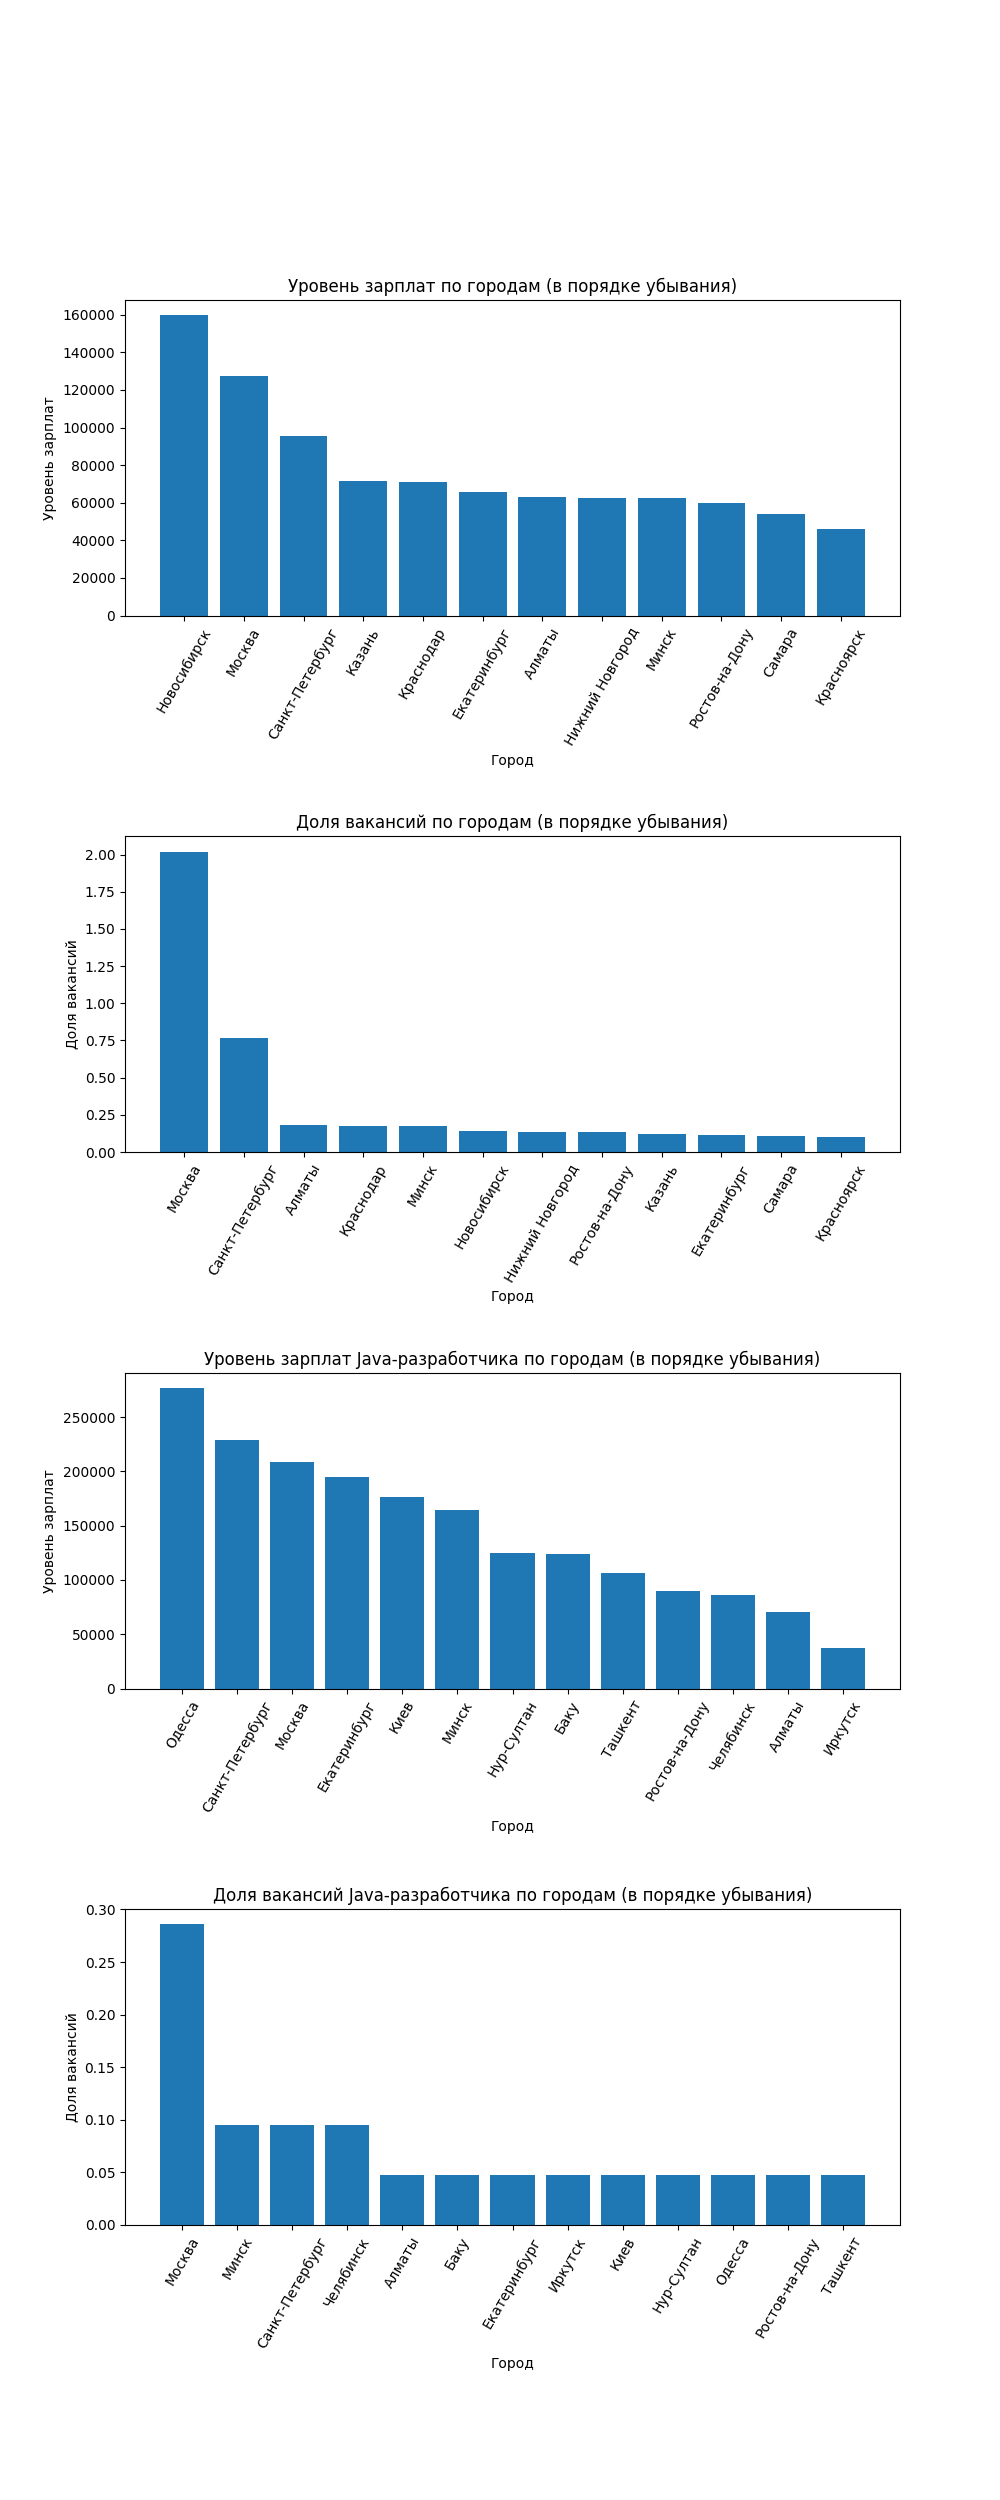 Уровень зарплат по городам (в порядке убывания)
Уровень зарплат
160000
140000
120000
100000
80000
60000
40000
20000
0
Новосибирск
Москва
Санкт-Петербург
Казань
Краснодар
Екатеринбург
Алматы
Нижний Новгород
Минск
Ростов-на-Дону
Самара
Красноярск
Город
Доля вакансий по городам (в порядке убывания)
Доля вакансий
2.00
1.75
1.50
1.25
1.00
0.75
0.50
0.25
0.00
Москва
Санкт-Петербург
Алматы
Краснодар
Минск
Новосибирск
Нижний Новгород
Ростов-на-Дону
Казань
Екатеринбург
Самара
Красноярск
Город
Уровень зарплат Java-разработчика по городам (в порядке убывания)
Уровень зарплат
250000
200000
150000
100000
50000
0
Одесса
Санкт-Петербург
Москва
Екатеринбург
Киев
Минск
Нур-Султан
Баку
Ташкент
Ростов-на-Дону
Челябинск
Алматы
Иркутск
Город
Доля вакансий Java-разработчика по городам (в порядке убывания)
Доля вакансий
0.30
0.25
0.20
0.15
0.10
0.05
0.00
Москва
Минск
Санкт-Петербург
Челябинск
Алматы
Баку
Екатеринбург
Иркутск
Киев
Нур-Султан
Одесса
Ростов-на-Дону
Ташкент
Город